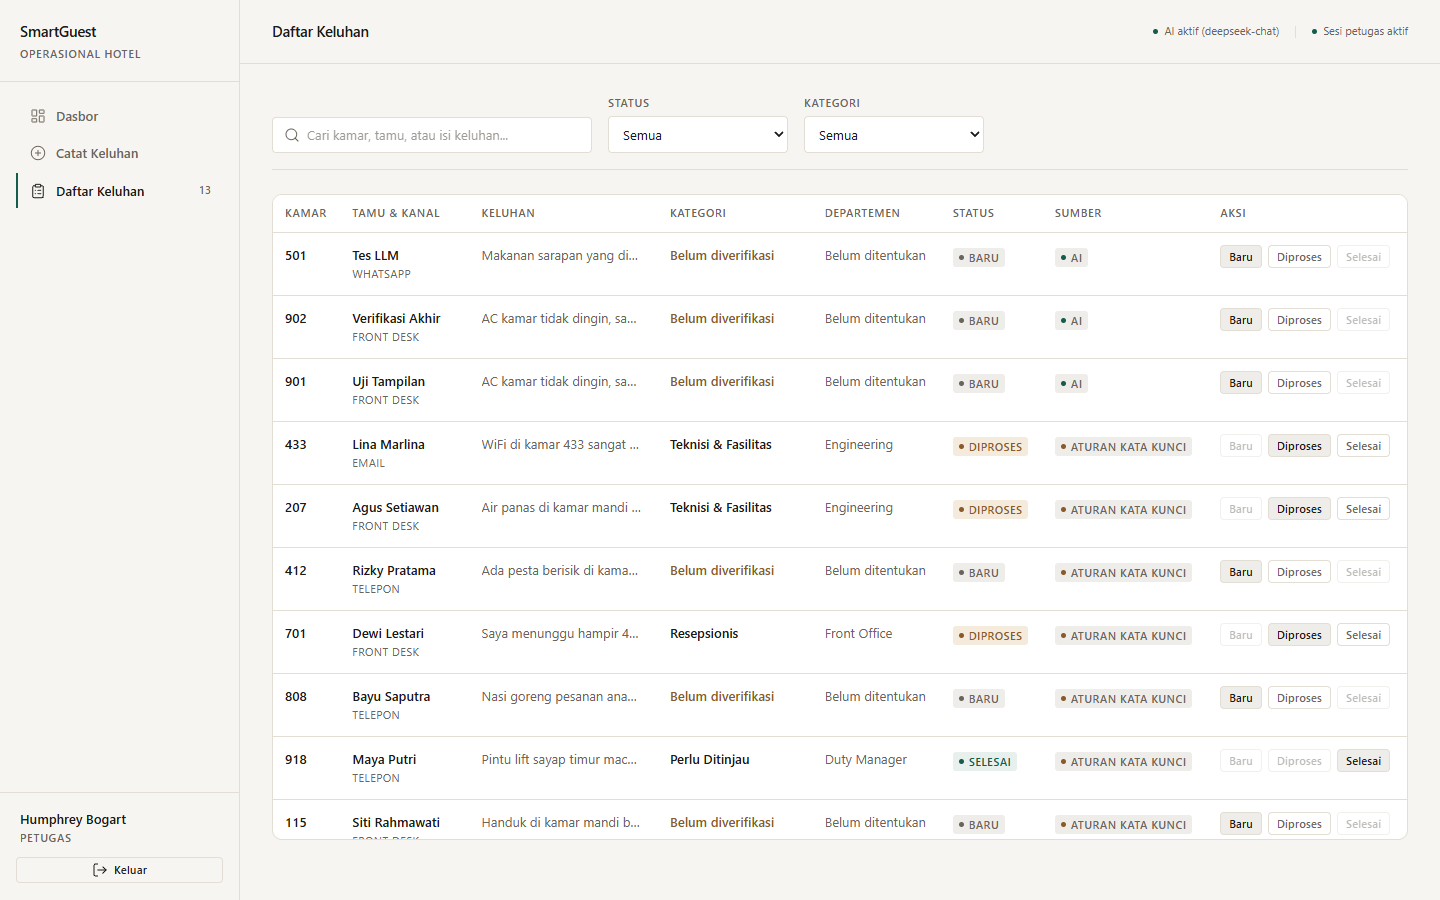 SmartGuest
OPERASIONAL HOTEL
Dasbor
Catat Keluhan
Daftar Keluhan 13
Humphrey Bogart
PETUGAS
Keluar
Daftar Keluhan
AI aktif (deepseek-chat)
Sesi petugas aktif
STATUS
KATEGORI
Cari kamar, tamu, atau isi keluhan...
Semua
Semua
KAMAR TAMU & KANAL KELUHAN KATEGORI DEPARTEMEN STATUS SUMBER AKSI
501 Tes LLM Makanan sarapan yang di... Belum diverifikasi Belum ditentukan BARU AI Baru Diproses Selesai
WHATSAPP
902 Verifikasi Akhir AC kamar tidak dingin, sa... Belum diverifikasi Belum ditentukan BARU AI Baru Diproses Selesai
FRONT DESK
901 Uji Tampilan AC kamar tidak dingin, sa... Belum diverifikasi Belum ditentukan BARU AI Baru Diproses Selesai
FRONT DESK
433 Lina Marlina WiFi di kamar 433 sangat ... Teknisi & Fasilitas Engineering DIPROSES ATURAN KATA KUNCI Baru Diproses Selesai
EMAIL
207 Agus Setiawan Air panas di kamar mandi ... Teknisi & Fasilitas Engineering DIPROSES ATURAN KATA KUNCI Baru Diproses Selesai
FRONT DESK
412 Rizky Pratama Ada pesta berisik di kama... Belum diverifikasi Belum ditentukan BARU ATURAN KATA KUNCI Baru Diproses Selesai
TELEPON
701 Dewi Lestari Saya menunggu hampir 4... Resepsionis Front Office DIPROSES ATURAN KATA KUNCI Baru Diproses Selesai
FRONT DESK
808 Bayu Saputra Nasi goreng pesanan ana... Belum diverifikasi Belum ditentukan BARU ATURAN KATA KUNCI Baru Diproses Selesai
TELEPON
918 Maya Putri Pintu lift sayap timur mac... Perlu Ditinjau Duty Manager SELESAI ATURAN KATA KUNCI Baru Diproses Selesai
TELEPON
115 Siti Rahmawati Handuk di kamar mandi b... Belum diverifikasi Belum ditentukan BARU ATURAN KATA KUNCI Baru Diproses Selesai